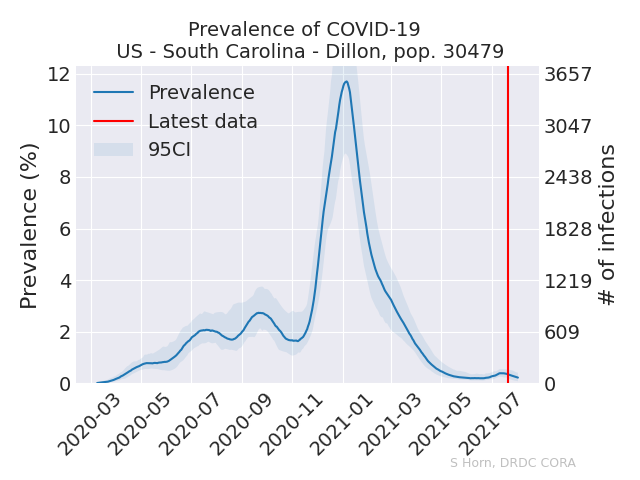 Prevalence of COVID-19
US - South Carolina - Dillon, pop. 30479
Prevalence
Latest data
95CI
Prevalence (%)
12
10
8
6
4
2
0
3657
3047
2438
1828
1219
609
0
# of infections
2020-03
2020-05
2020-07
2020-09
2020-11
2021-01
2021-03
2021-05
2021-07
S Horn, DRDC CORA